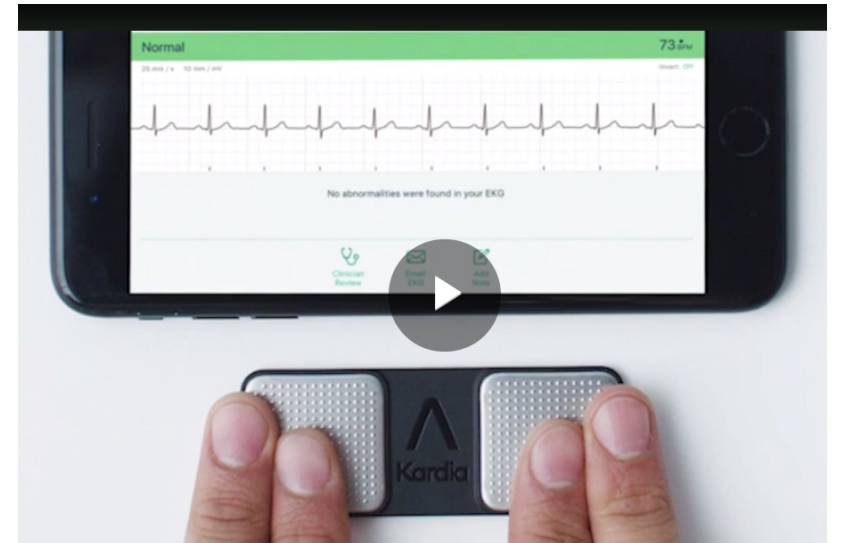 Normal
73 BPM
25 mm / s 10 mm / mV
Invert: Off
No abnormalities were found in your EKG
Clinician
Review
Email
EKG
Add
Note
Kardia